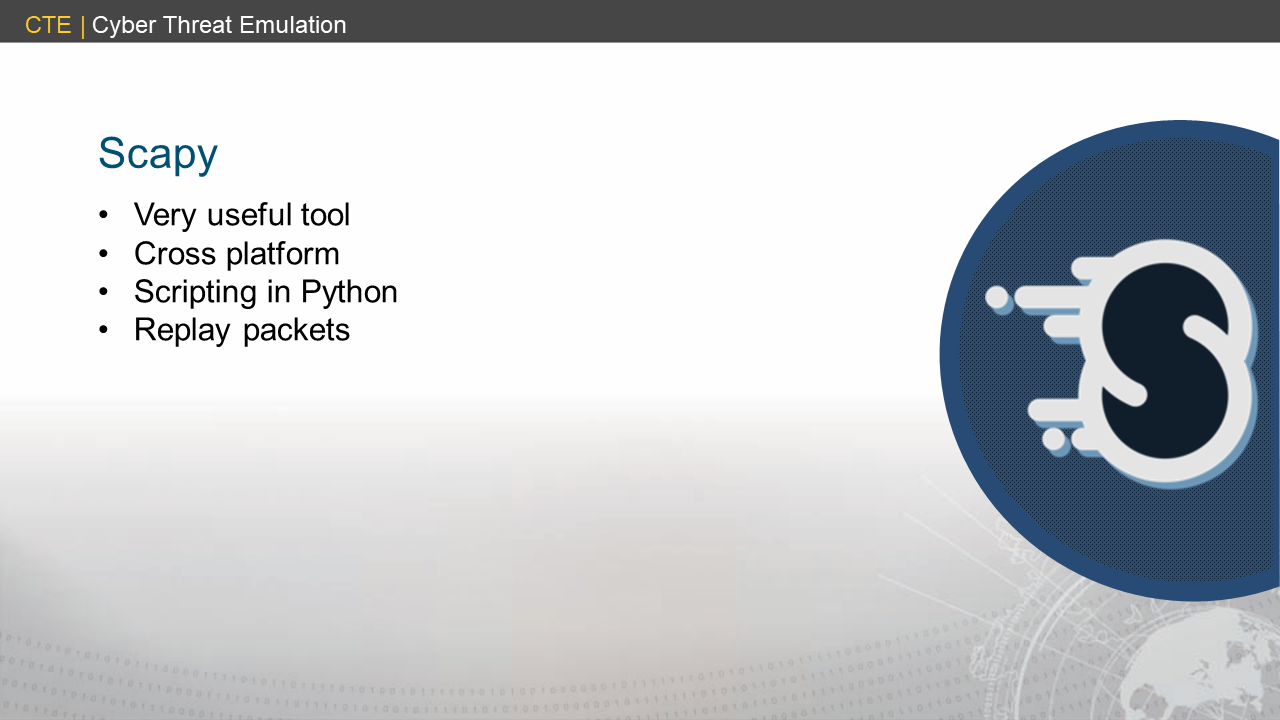 CTE | Cyber Threat Emulation
Scapy
• Very useful tool
• Cross platform
• Scripting in Python
• Replay packets